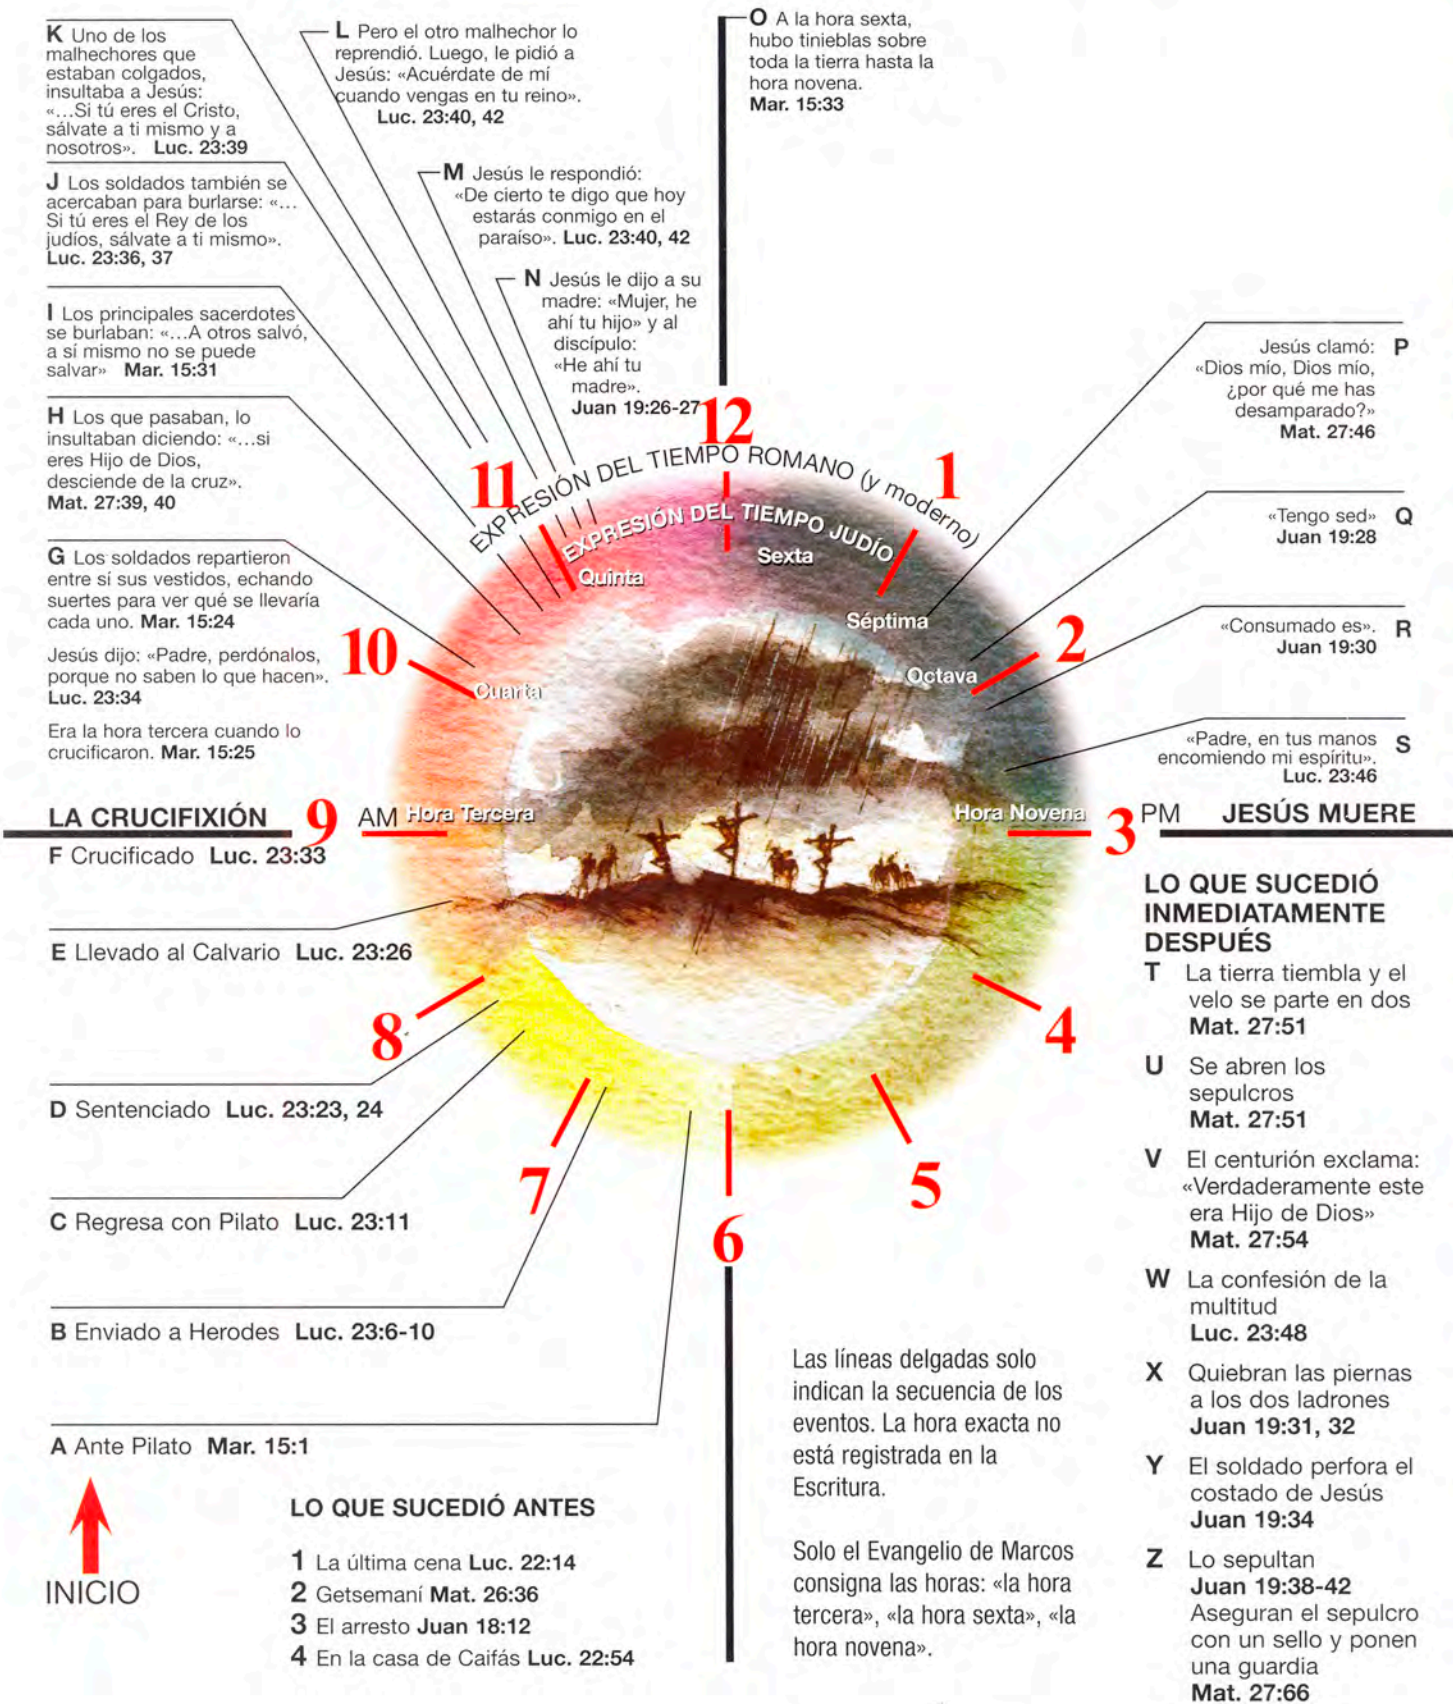 K Uno de los
malhechores que
estaban colgados,
insultaba a Jesús:
«…Si tú eres el Cristo,
sálvate a ti mismo y a
nosotros». Luc. 23:39
J Los soldados también se
acercaban para burlarse: «…
Si tú eres el Rey de los
judíos, sálvate a ti mismo».
Luc. 23:36, 37
I Los principales sacerdotes
se burlaban: «…A otros salvó,
a sí mismo no se puede
salvar» Mar. 15:31
H Los que pasaban, lo
insultaban diciendo: «…si
eres Hijo de Dios,
desciende de la cruz».
Mat. 27:39, 40
G Los soldados repartieron
entre sí sus vestidos, echando
suertes para ver qué se llevaría
cada uno. Mar. 15:24
Jesús dijo: «Padre, perdónalos,
porque no saben lo que hacen».
Luc. 23:34
Era la hora tercera cuando lo
crucificaron. Mar. 15:25
L Pero el otro malhechor lo
reprendió. Luego, le pidió a
Jesús: «Acuérdate de mí
cuando vengas en tu reino».
Luc. 23:40, 42
M Jesús le respondió:
«De cierto te digo que hoy
estarás conmigo en el
paraíso». Luc. 23:40, 42
N Jesús le dijo a su
madre: «Mujer, he
ahí tu hijo» y al
discípulo:
«He ahí tu
madre».
Juan 19:26-27
O A la hora sexta,
hubo tinieblas sobre
toda la tierra hasta la
hora novena.
Mar. 15:33
Jesús clamó: P
«Dios mío, Dios mío,
¿por qué me has
desamparado?»
Mat. 27:46
«Tengo sed» Q
Juan 19:28
«Consumado es». R
Juan 19:30
«Padre, en tus manos S
encomiendo mi espíritu».
Luc. 23:46
12
11
1
10
2
EXPRESIÓN DEL TIEMPO ROMANO (y moderno)
EXPRESIÓN DEL TIEMPO JUDÍO
Sexta
Quinta
Séptima
Cuarta
Octava
LA CRUCIFIXIÓN 9 AM Hora Tercera
Hora Novena 3 PM JESÚS MUERE
8
4
7
5
6
F Crucificado Luc. 23:33
E Llevado al Calvario Luc. 23:26
D Sentenciado Luc. 23:23, 24
C Regresa con Pilato Luc. 23:11
B Enviado a Herodes Luc. 23:6-10
A Ante Pilato Mar. 15:1
INICIO
LO QUE SUCEDIÓ ANTES
1 La última cena Luc. 22:14
2 Getsemaní Mat. 26:36
3 El arresto Juan 18:12
4 En la casa de Caifás Luc. 22:54
Las líneas delgadas solo
indican la secuencia de los
eventos. La hora exacta no
está registrada en la
Escritura.
Solo el Evangelio de Marcos
consigna las horas: «la hora
tercera», «la hora sexta», «la
hora novena».
LO QUE SUCEDIÓ
INMEDIATAMENTE
DESPUÉS
T La tierra tiembla y el
velo se parte en dos
Mat. 27:51
U Se abren los
sepulcros
Mat. 27:51
V El centurión exclama:
«Verdaderamente este
era Hijo de Dios»
Mat. 27:54
W La confesión de la
multitud
Luc. 23:48
X Quiebran las piernas
a los dos ladrones
Juan 19:31, 32
Y El soldado perfora el
costado de Jesús
Juan 19:34
Z Lo sepultan
Juan 19:38-42
Aseguran el sepulcro
con un sello y ponen
una guardia
Mat. 27:66